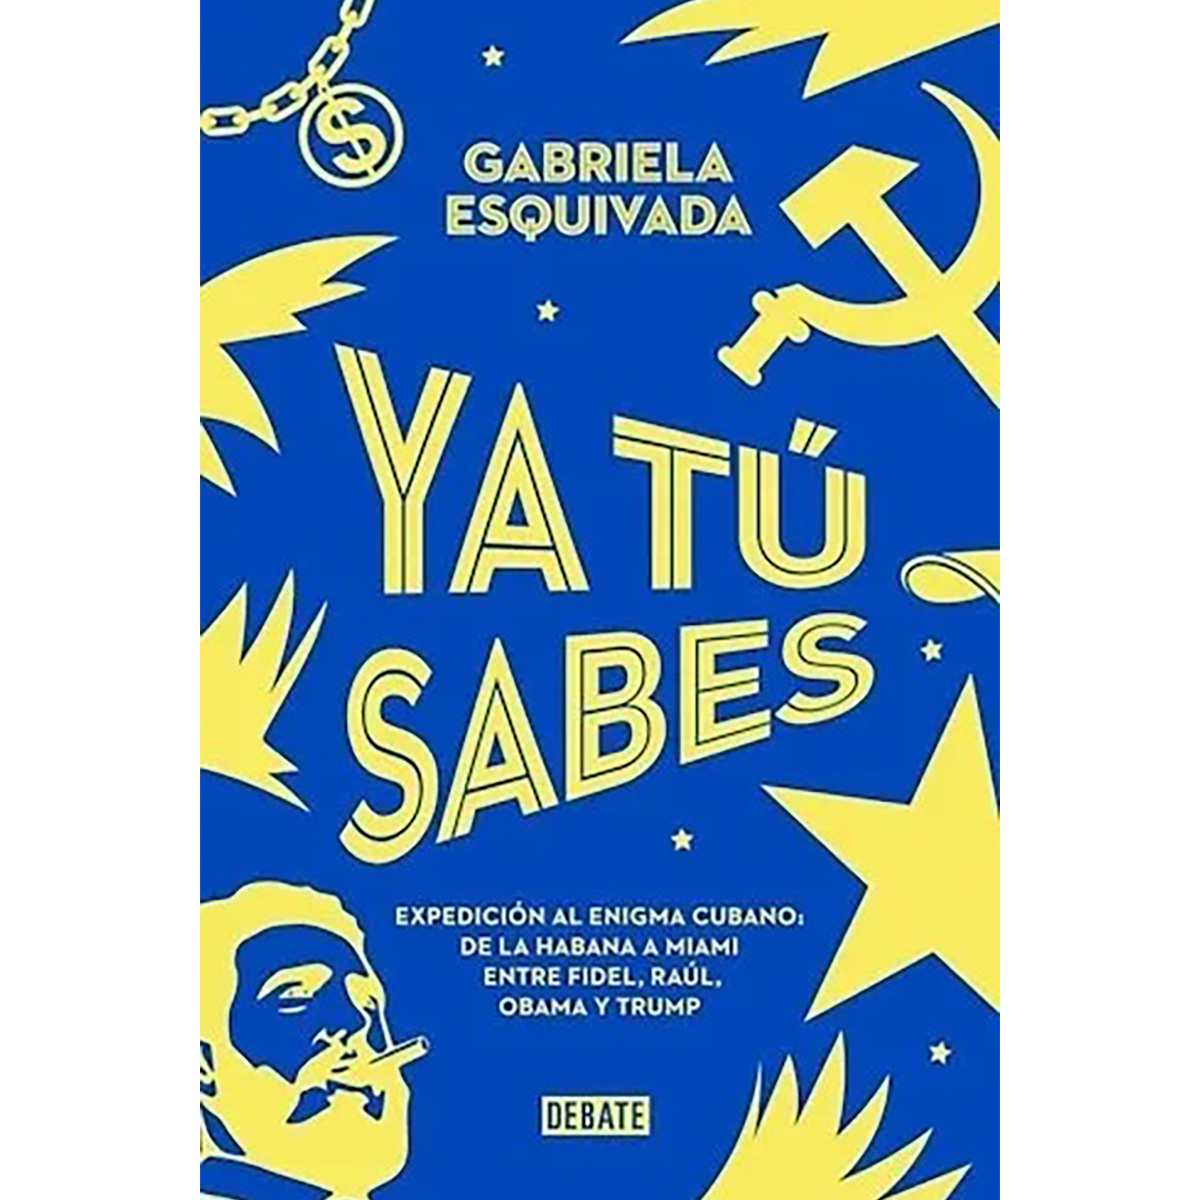 $
GABRIELA
ESQUIVADA
YA TÚ
SABES
EXPEDICIÓN AL ENIGMA CUBANO:
DE LA HABANA A MIAMI
ENTRE FIDEL, RAÚL,
OBAMA Y TRUMP
DEBATE